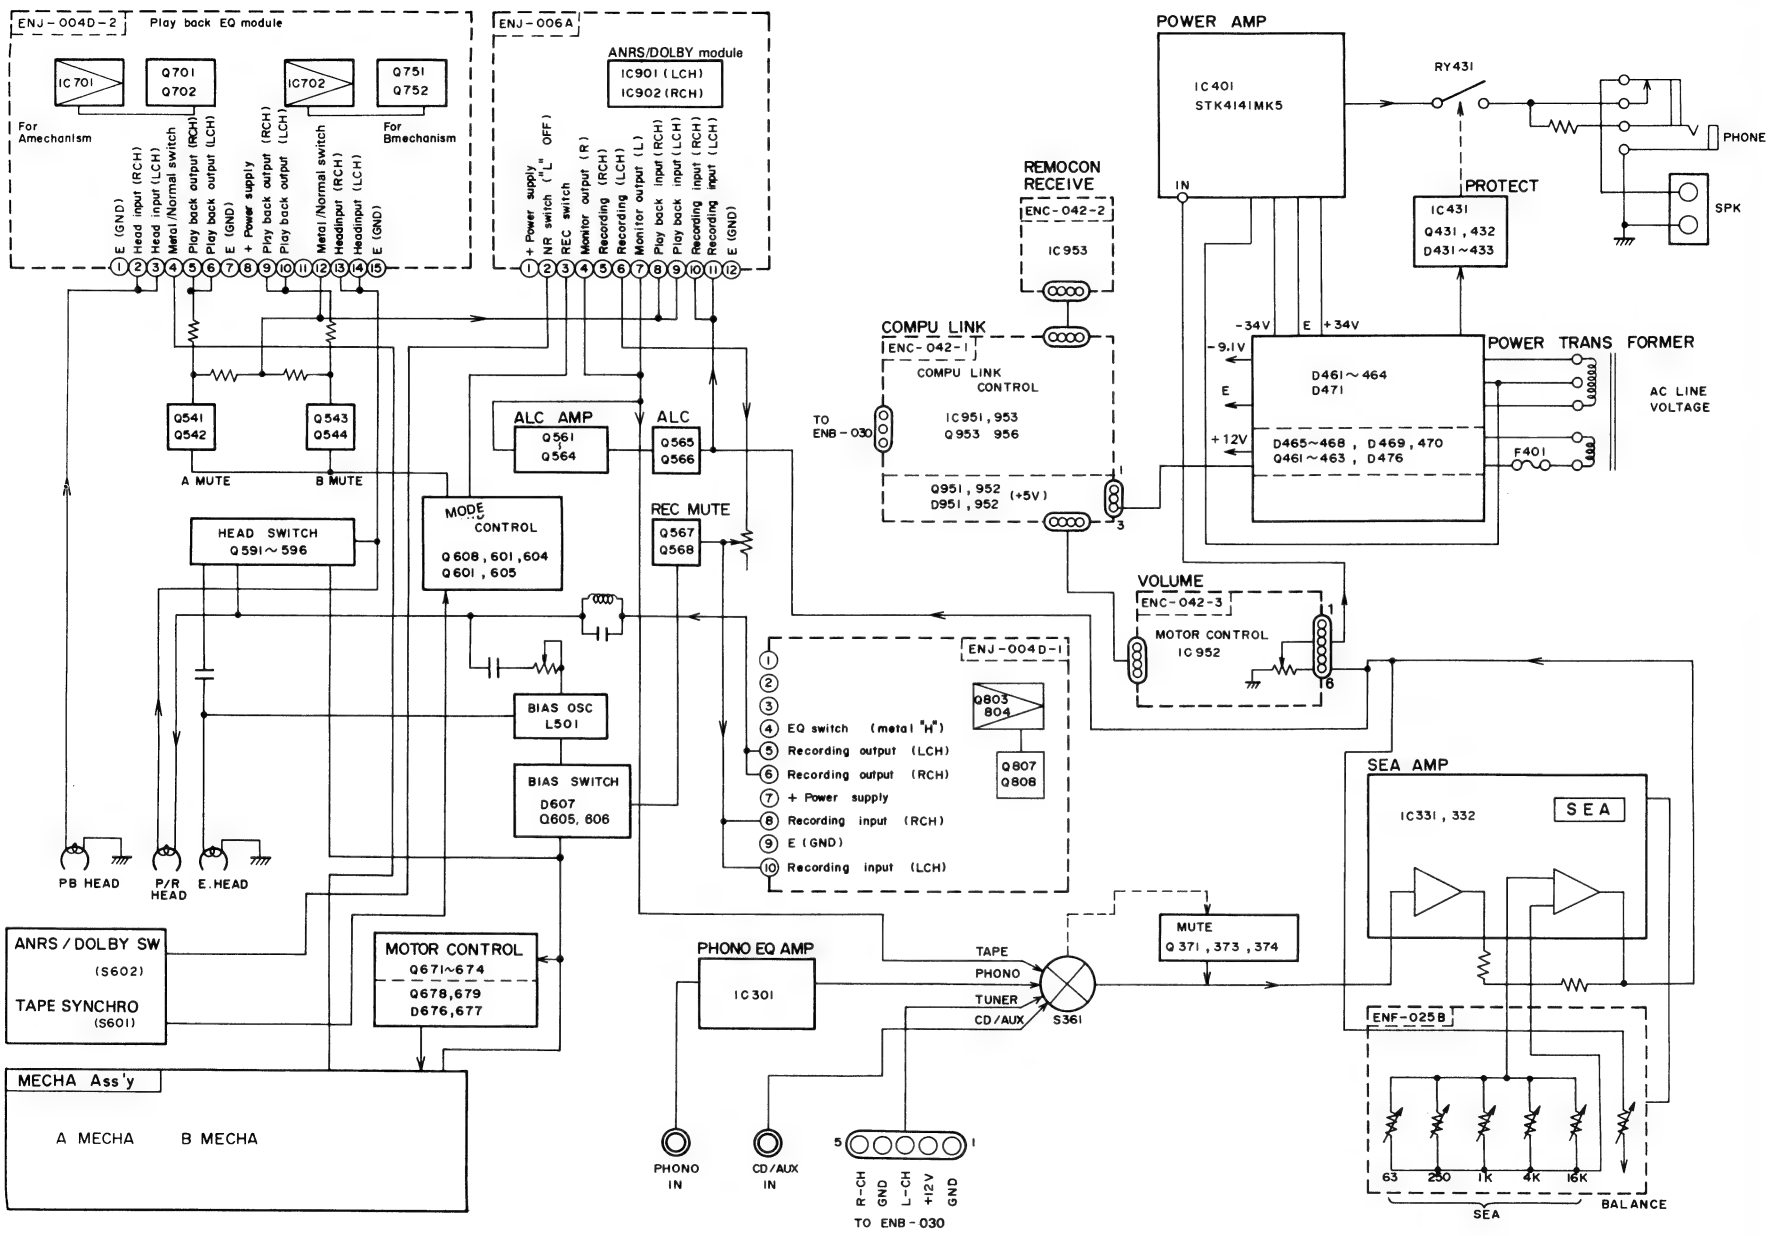 ENJ-004D-2
Play back EQ module
IC701
Q701
Q702
IC702
Q751
Q752
For
Amechanism
For
Bmechanism
E (GND)
Head input (RCH)
Head input (LCH)
Metal/Normal switch
Play back output (RCH)
Play back output (LCH)
E (GND)
+ Power supply
Play back output (RCH)
Play back output (LCH)
Metal/Normal switch
Headinput (RCH)
Headinput (LCH)
E (GND)
1 2 3 4 5 6 7 8 9 10 11 12 13 14 15
ENJ-006A
ANRS/DOLBY module
IC901 (LCH)
IC902 (RCH)
+ Power supply
NR switch ("L" OFF)
REC switch
Monitor output (R)
Recording (RCH)
Recording (LCH)
Monitor output (L)
Play back input (RCH)
Play back input (LCH)
Recording input (RCH)
Recording input (LCH)
E (GND)
1 2 3 4 5 6 7 8 9 10 11 12
POWER AMP
IC401
STK4141MK5
IN
RY431
PHONE
SPK
PROTECT
IC431
Q431, 432
D431~433
REMOCON
RECEIVE
ENC-042-2
IC953
COMPU LINK
ENC-042-1
COMPU LINK
CONTROL
IC951, 953
Q953 956
Q951, 952
D951, 952
(+5V)
1
3
TO
ENB-030
-34V
E
+34V
-9.1V
E
+12V
D461~464
D471
D465~468, D469, 470
Q461~463, D476
POWER TRANS FORMER
AC LINE
VOLTAGE
F401
Q541
Q542
A MUTE
Q543
Q544
B MUTE
ALC AMP
Q561
~
Q564
ALC
Q565
Q566
REC MUTE
Q567
Q568
MODE
CONTROL
Q608, 601, 604
Q601, 605
HEAD SWITCH
Q591~596
BIAS OSC
L501
BIAS SWITCH
D607
Q605, 606
PB HEAD
P/R
HEAD
E. HEAD
ENJ-004D-1
1
2
3
4 EQ switch (metal "H")
5 Recording output (LCH)
6 Recording output (RCH)
7 + Power supply
8 Recording input (RCH)
9 E (GND)
10 Recording input (LCH)
Q803
804
Q807
Q808
VOLUME
ENC-042-3
MOTOR CONTROL
IC952
1
6
SEA AMP
IC331, 332
SEA
ANRS/DOLBY SW
(S602)
TAPE SYNCHRO
(S601)
MOTOR CONTROL
Q671~674
Q678, 679
D676, 677
MECHA Ass'y
A MECHA
B MECHA
PHONO EQ AMP
IC301
TAPE
PHONO
TUNER
CD/AUX
S361
MUTE
Q371, 373, 374
PHONO
IN
CD/AUX
IN
5
1
R-CH
GND
L-CH
+12V
GND
TO ENB-030
ENF-025B
63
250
1K
4K
16K
SEA
BALANCE